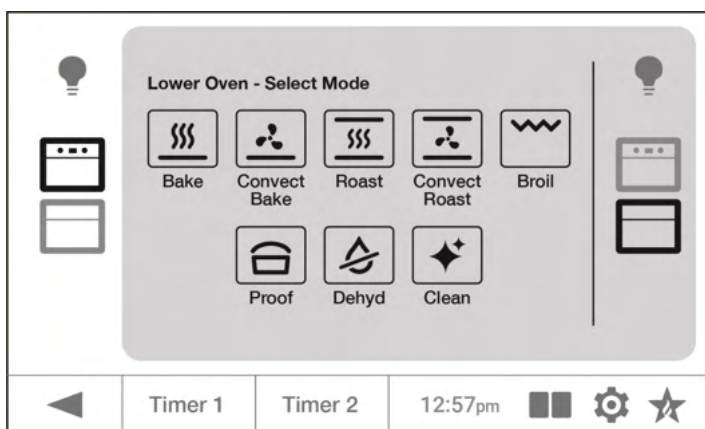 Lower Oven - Select Mode
Bake
Convect
Bake
Roast
Convect
Roast
Broil
Proof
Dehyd
Clean
Timer 1
Timer 2
12:57pm